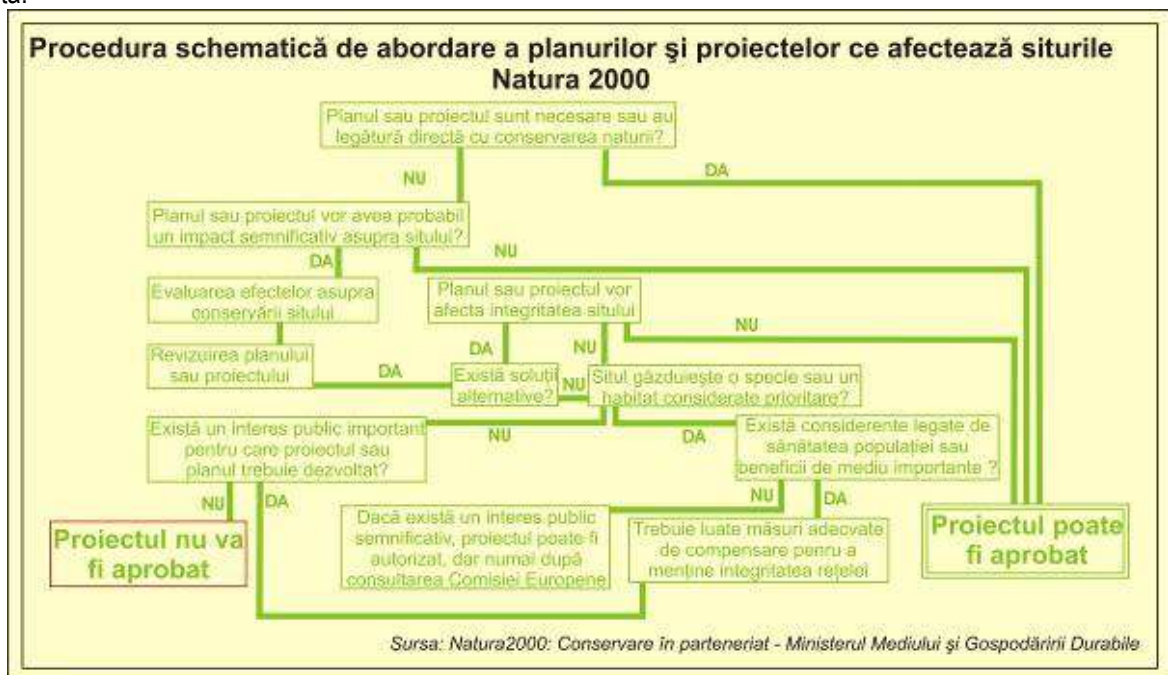 Procedura schematică de abordare a planurilor şi proiectelor ce afectează siturile
Natura 2000
Planul sau proiectul sunt necesare sau au
legătură directă cu conservarea naturii?
NU
DA
Planul sau proiectul vor avea probabil
un impact semnificativ asupra sitului?
DA
NU
Evaluarea efectelor asupra
conservării sitului
Planul sau proiectul vor
afecta integritatea sitului
NU
DA
NU
Revizuirea planului
sau proiectului
DA
Există soluţii
alternative?
NU
Situl găzduieşte o specie sau un
habitat considerate prioritare?
Există un interes public important
pentru care proiectul sau
planul trebuie dezvoltat?
NU
DA
Există considerente legate de
sănătatea populaţiei sau
beneficii de mediu importante ?
NU
DA
NU
DA
Proiectul nu va
fi aprobat
Dacă există un interes public
semnificativ, proiectul poate fi
autorizat, dar numai după
consultarea Comisiei Europene
Trebuie luate măsuri adecvate
de compensare penru a
menţine integritatea reţelei
Proiectul poate
fi aprobat
Sursa: Natura2000: Conservare în parteneriat - Ministerul Mediului şi Gospodăririi Durabile